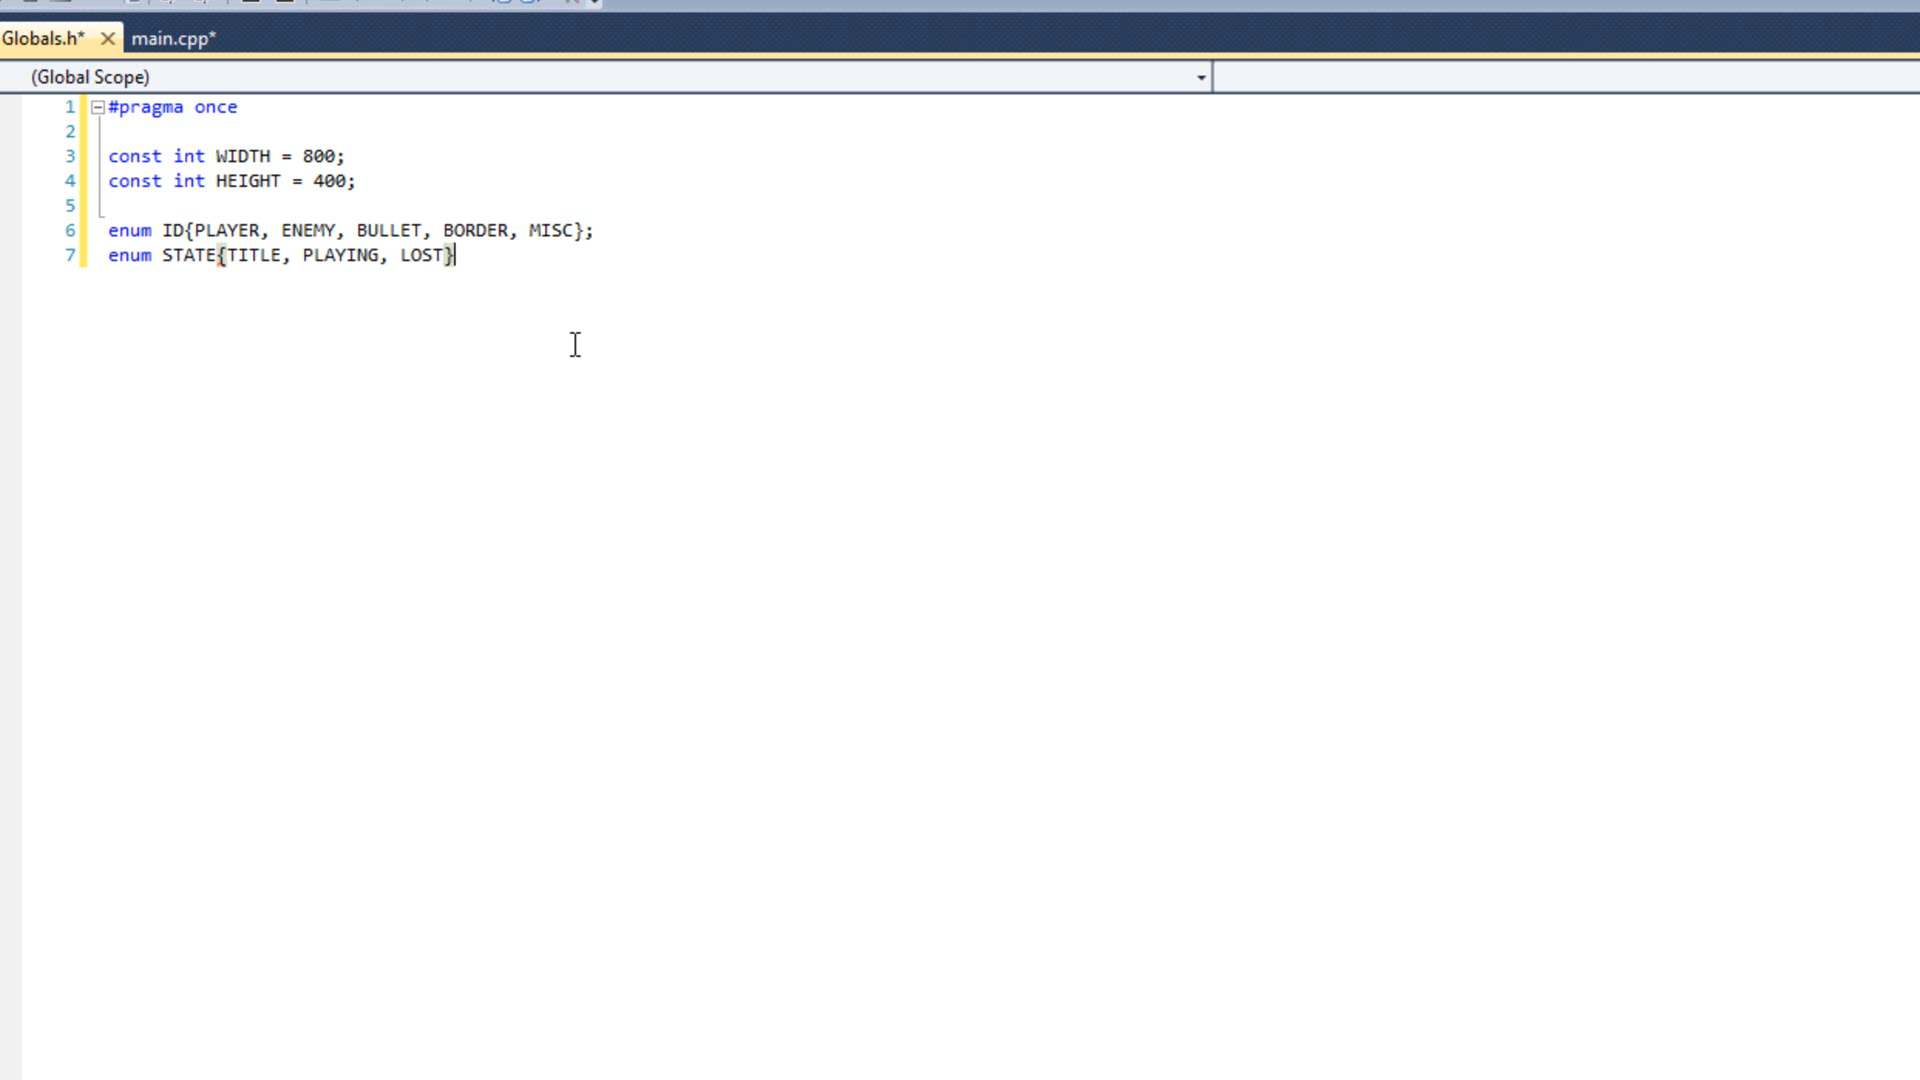 Globals.h* main.cpp*
(Global Scope)
1 #pragma once
2
3 const int WIDTH = 800;
4 const int HEIGHT = 400;
5
6 enum ID{PLAYER, ENEMY, BULLET, BORDER, MISC};
7 enum STATE{TITLE, PLAYING, LOST}